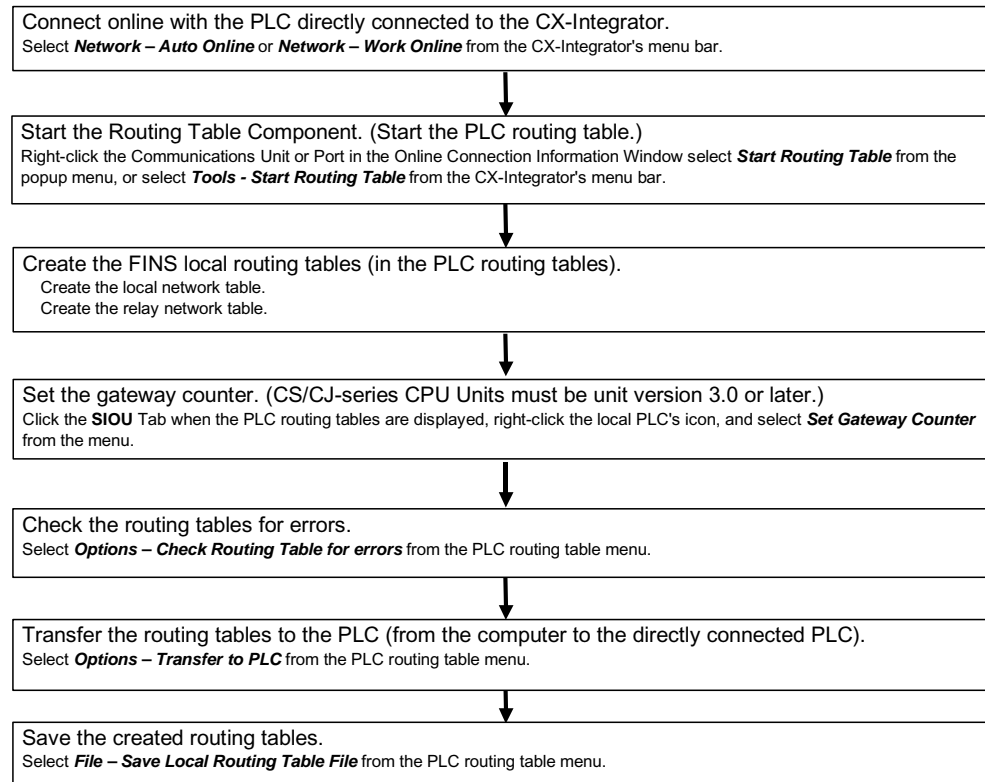 Connect online with the PLC directly connected to the CX-Integrator.
Select Network – Auto Online or Network – Work Online from the CX-Integrator's menu bar.
Start the Routing Table Component. (Start the PLC routing table.)
Right-click the Communications Unit or Port in the Online Connection Information Window select Start Routing Table from the
popup menu, or select Tools - Start Routing Table from the CX-Integrator's menu bar.
Create the FINS local routing tables (in the PLC routing tables).
Create the local network table.
Create the relay network table.
Set the gateway counter. (CS/CJ-series CPU Units must be unit version 3.0 or later.)
Click the SIOU Tab when the PLC routing tables are displayed, right-click the local PLC's icon, and select Set Gateway Counter
from the menu.
Check the routing tables for errors.
Select Options – Check Routing Table for errors from the PLC routing table menu.
Transfer the routing tables to the PLC (from the computer to the directly connected PLC).
Select Options – Transfer to PLC from the PLC routing table menu.
Save the created routing tables.
Select File – Save Local Routing Table File from the PLC routing table menu.